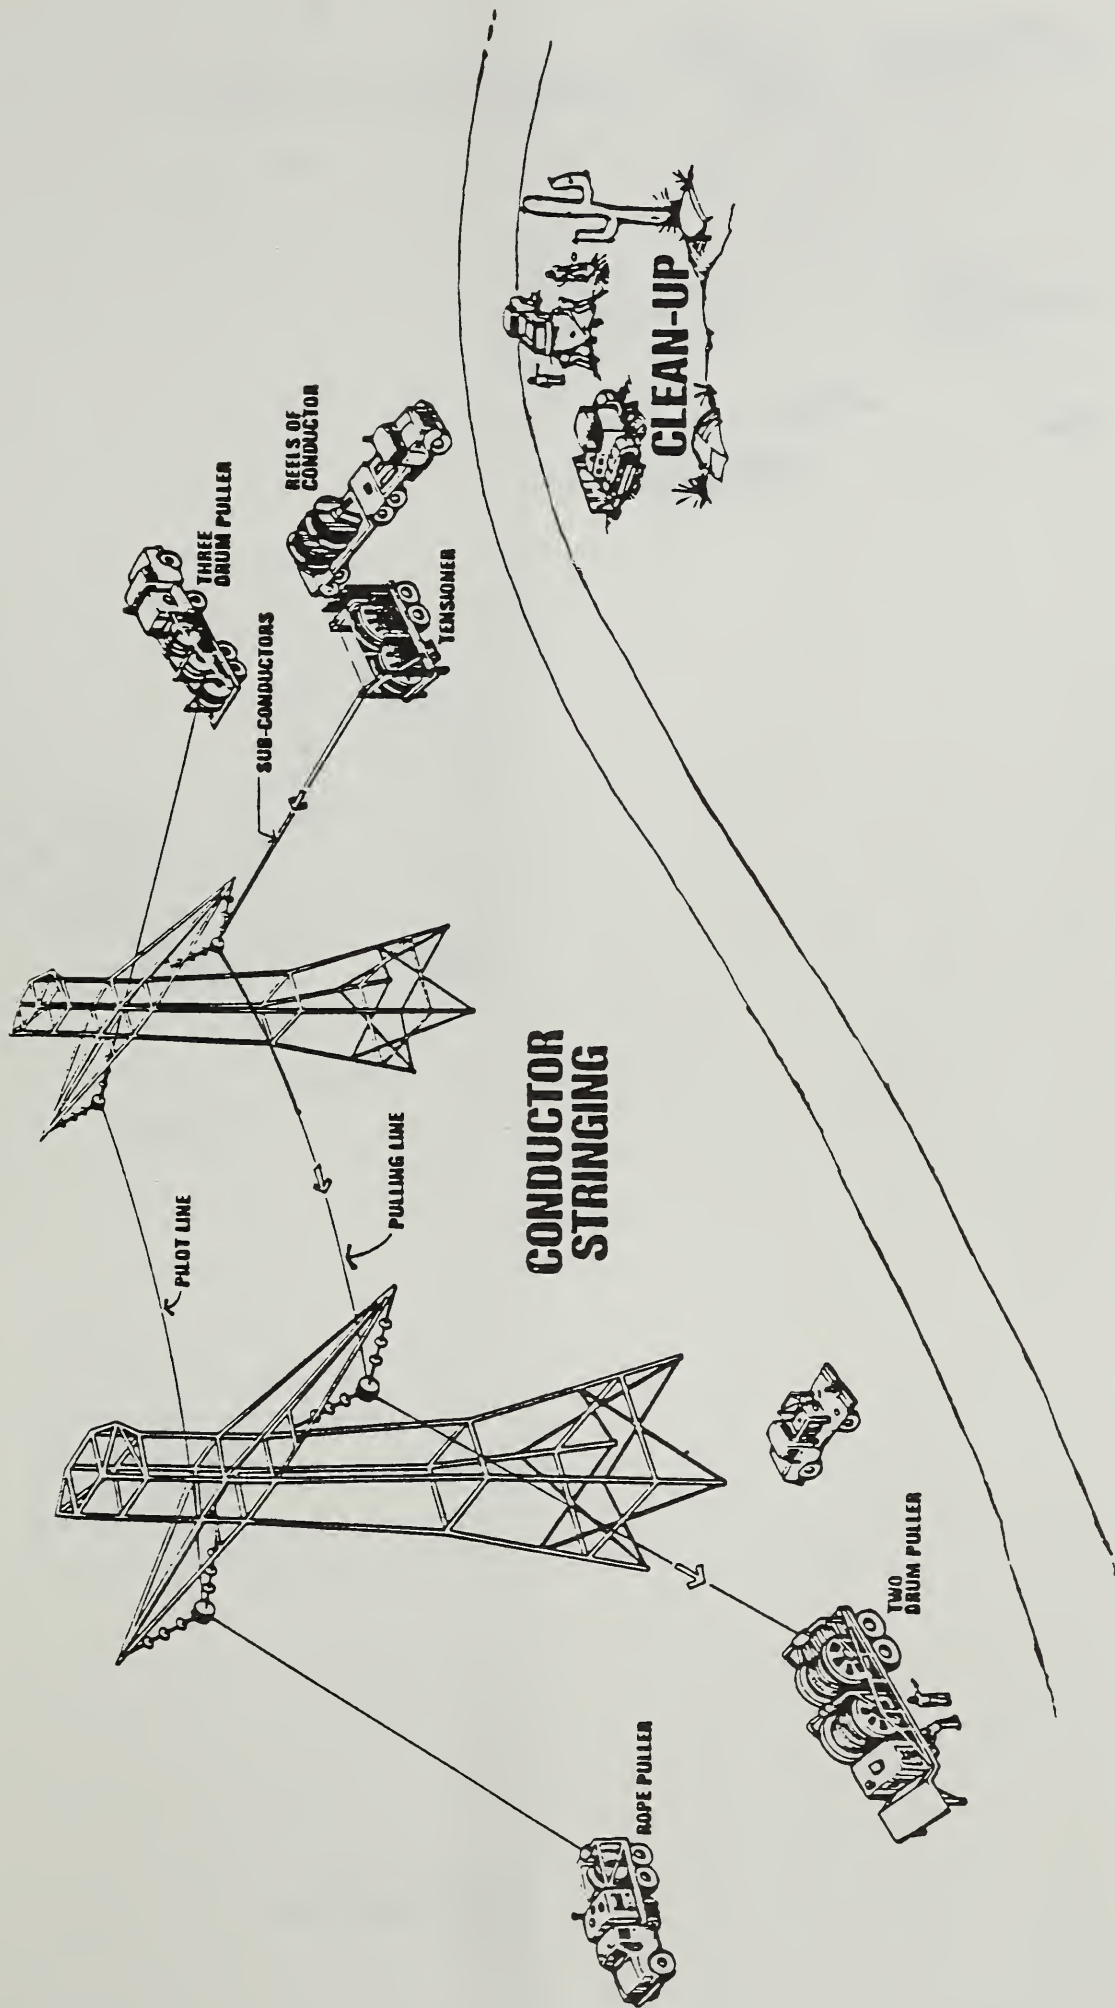 THREE
DRUM PULLER
REELS OF
CONDUCTOR
SUB-CONDUCTORS
TENSIONER
PILOT LINE
PULLING LINE
CONDUCTOR
STRINGING
CLEAN-UP
ROPE PULLER
TWO
DRUM PULLER